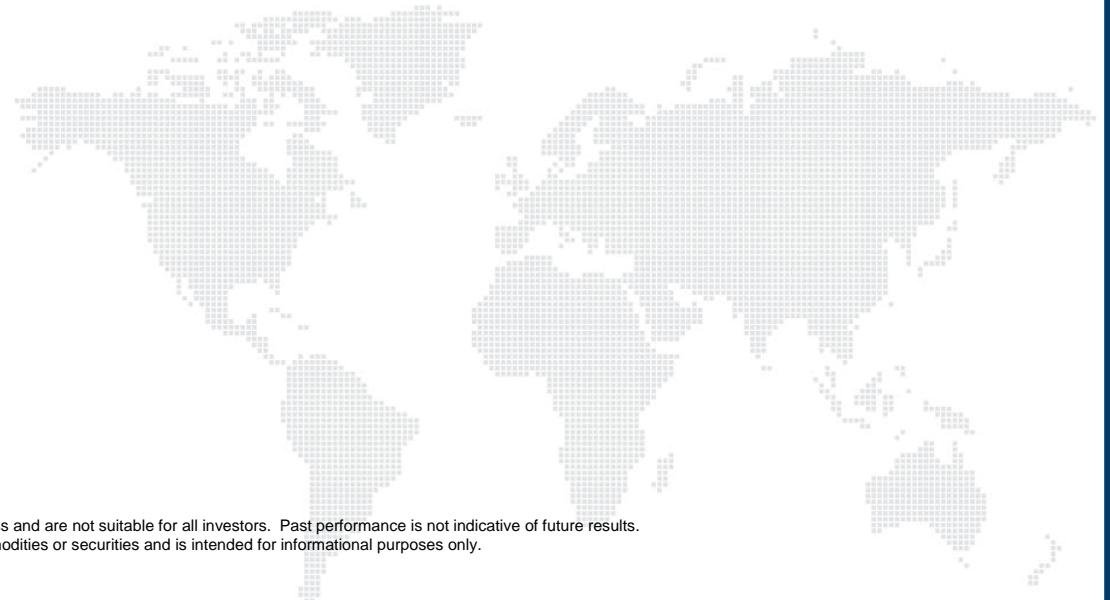 and are not suitable for all investors. Past performance is not indicative of future results.
or securities and is intended for informational purposes only.